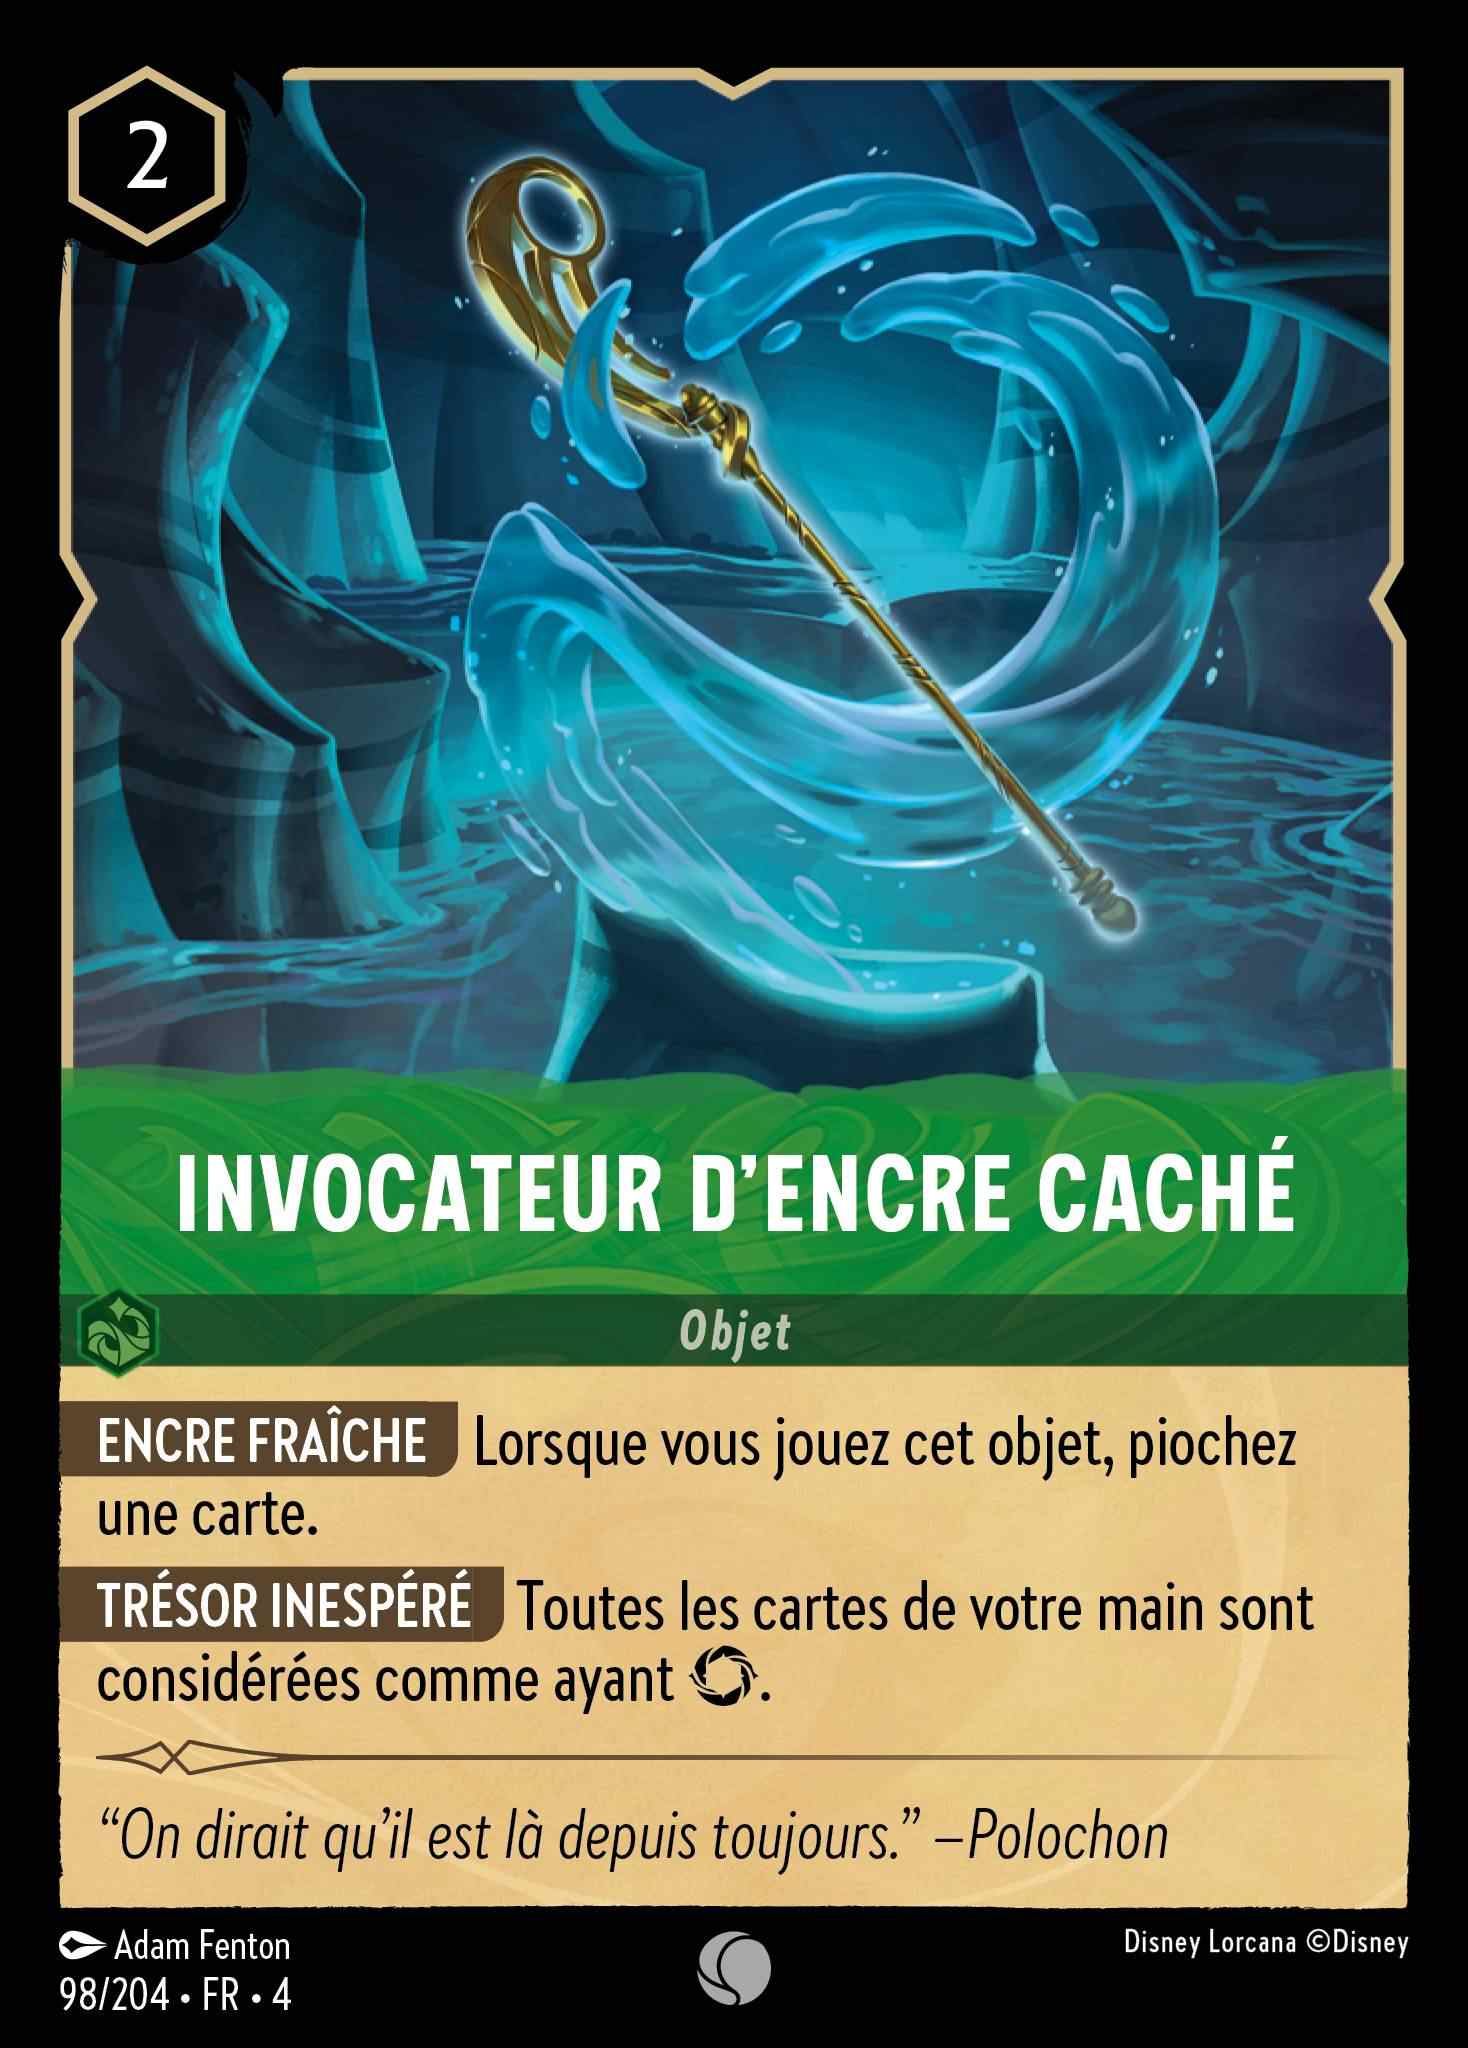 2
INVOCATEUR D’ENCRE CACHÉ
Objet
ENCRE FRAÎCHE Lorsque vous jouez cet objet, piochez
une carte.
TRÉSOR INESPÉRÉ Toutes les cartes de votre main sont
considérées comme ayant .
“On dirait qu’il est là depuis toujours.” –Polochon
Adam Fenton
98/204 • FR • 4
Disney Lorcana ©Disney